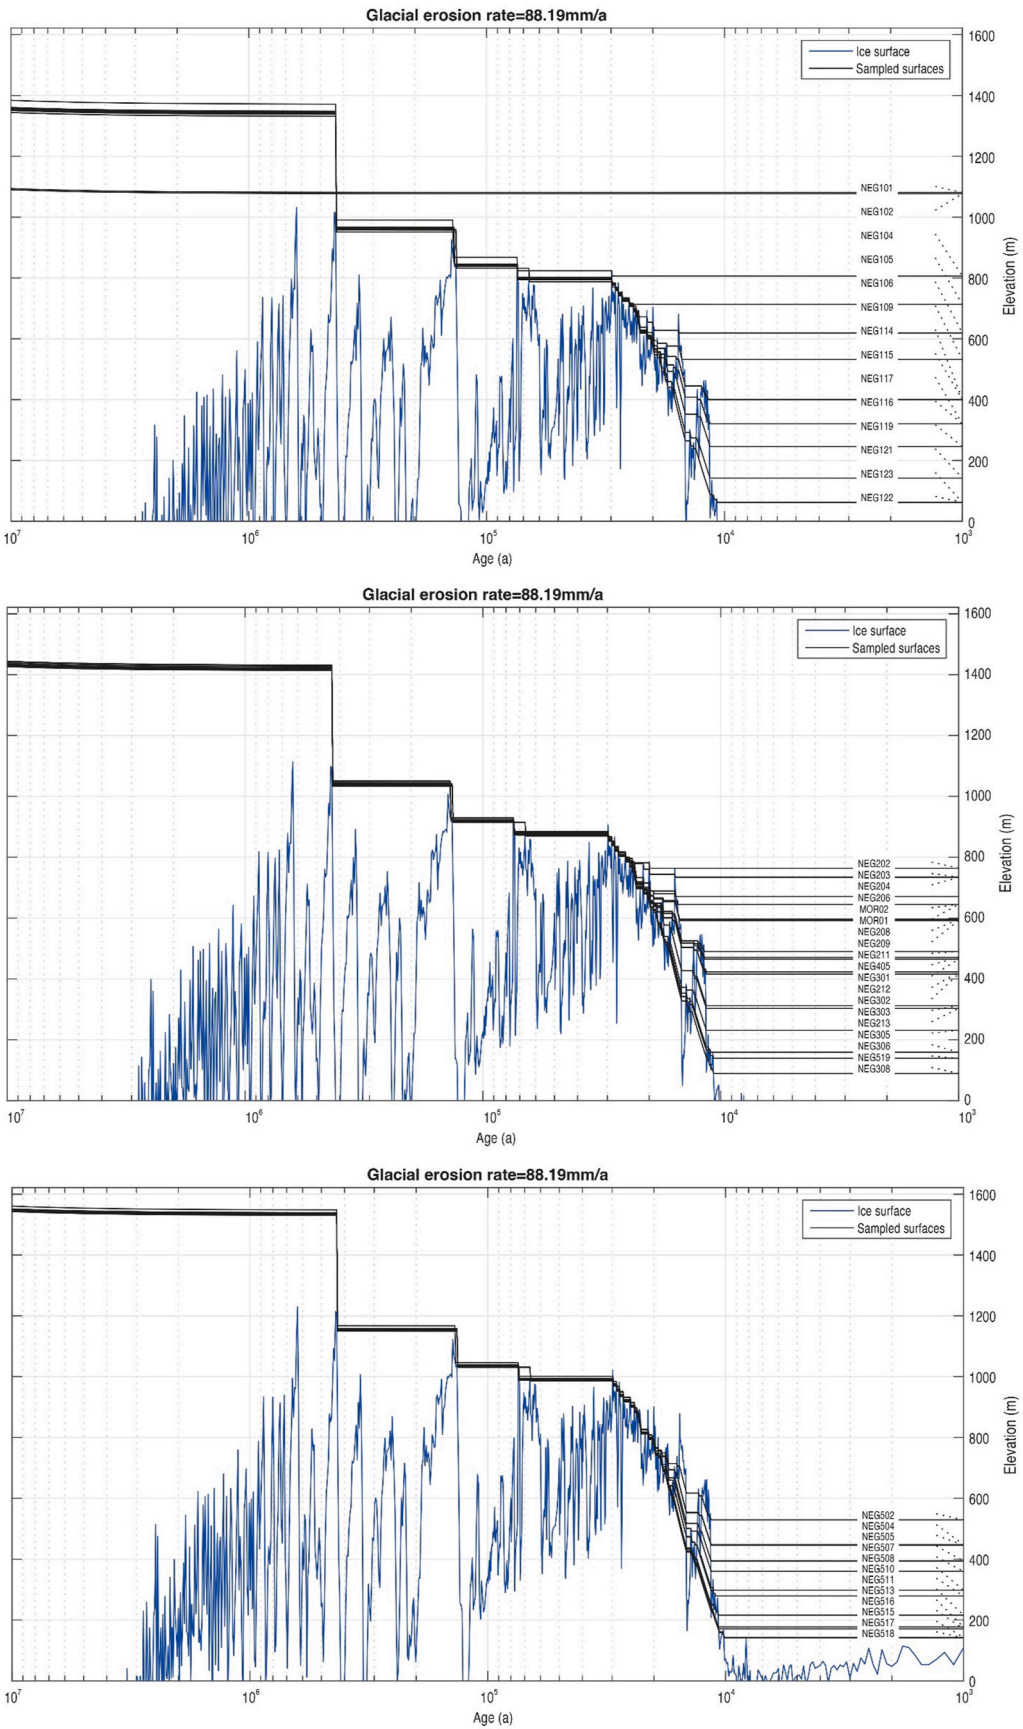 Glacial erosion rate=88.19mm/a
1600
Ice surface
Sampled surfaces
1400
1200
NEG101
1000
NEG102
NEG104
NEG105
800
NEG106
NEG109
600
NEG114
NEG115
NEG117
400
NEG116
NEG119
NEG121
200
NEG123
NEG122
0
Elevation (m)
10^7 10^6 10^5 10^4 10^3
Age (a)
Glacial erosion rate=88.19mm/a
1600
Ice surface
Sampled surfaces
1400
1200
1000
800
NEG202
NEG203
NEG204
NEG206
MOR02
600
MOR01
NEG208
NEG209
NEG211
NEG405
400
NEG301
NEG212
NEG302
NEG303
NEG213
200
NEG305
NEG306
NEG519
NEG308
0
Elevation (m)
10^7 10^6 10^5 10^4 10^3
Age (a)
Glacial erosion rate=88.19mm/a
1600
Ice surface
Sampled surfaces
1400
1200
1000
800
600
NEG502
NEG504
NEG505
NEG507
400
NEG508
NEG510
NEG511
NEG513
NEG516
200
NEG515
NEG517
NEG518
0
Elevation (m)
10^7 10^6 10^5 10^4 10^3
Age (a)